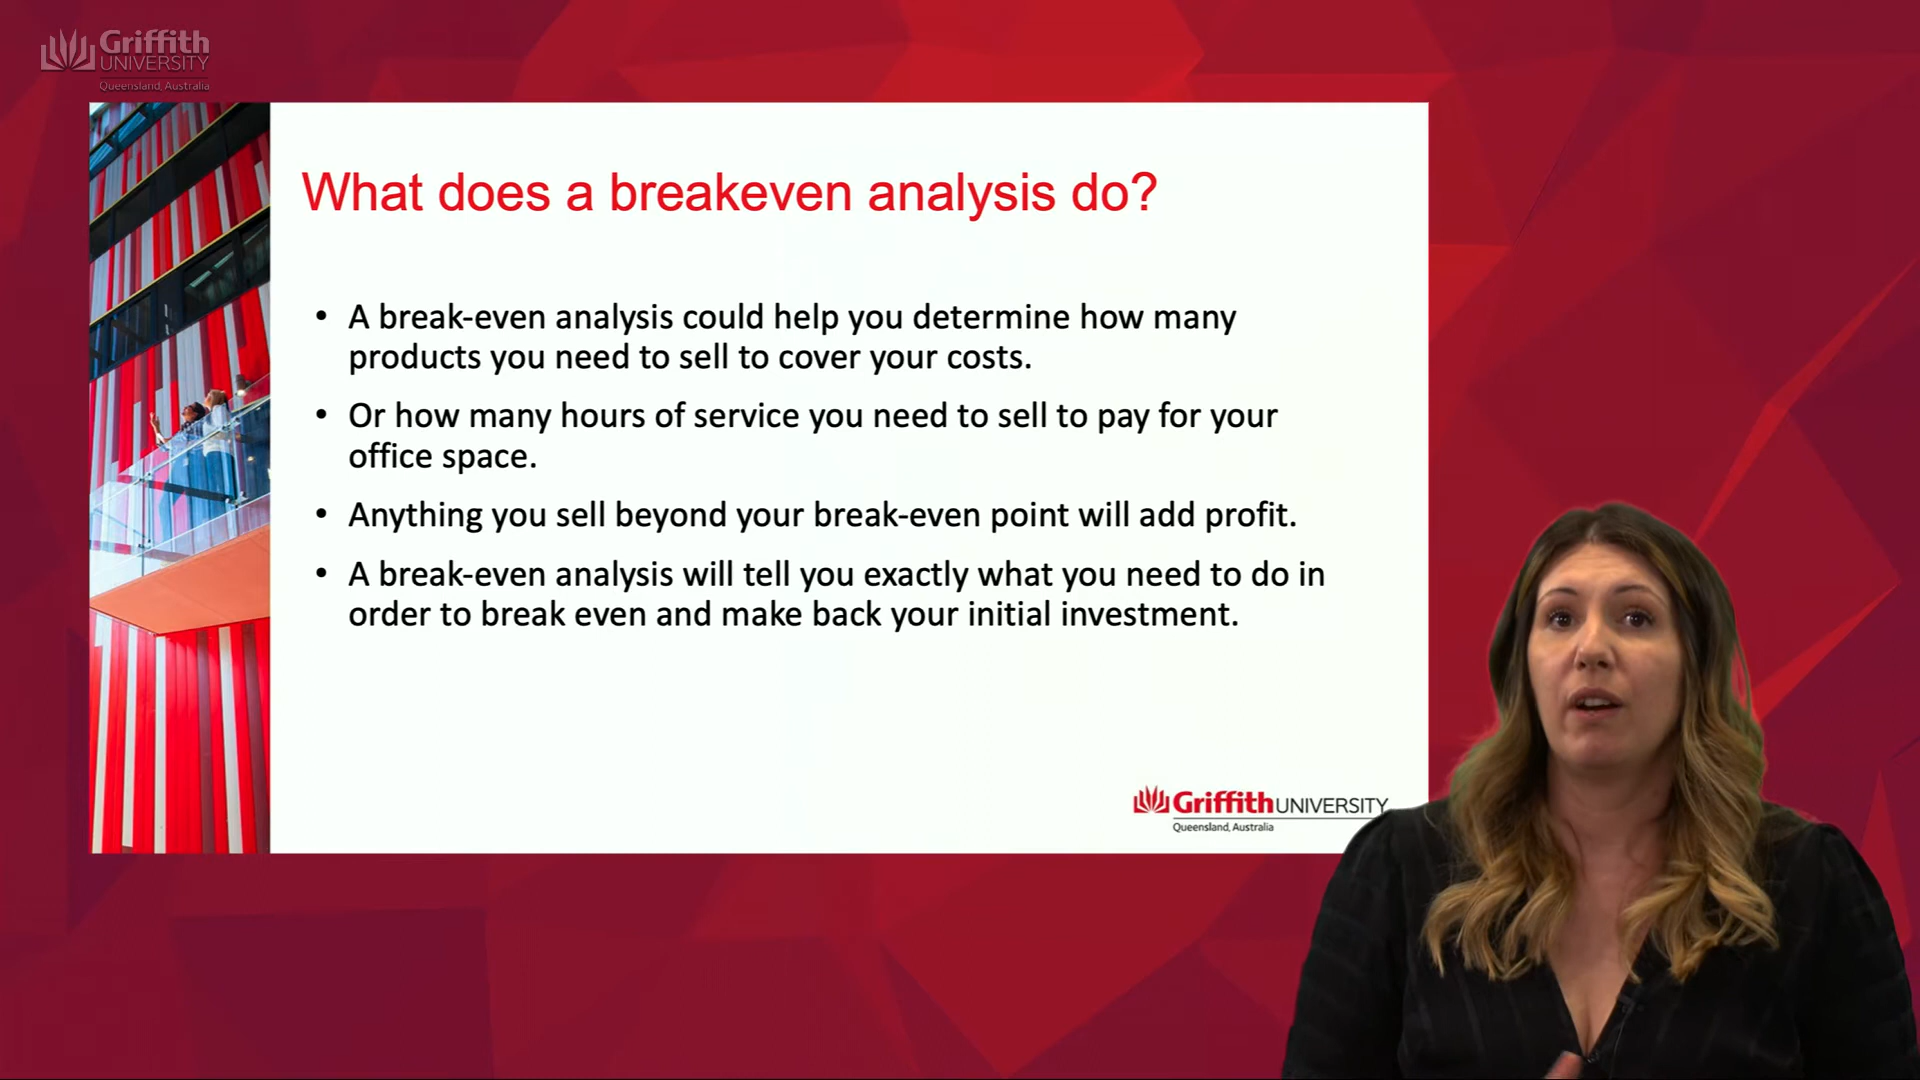 Griffith
UNIVERSITY
Queensland, Australia
What does a breakeven analysis do?
• A break-even analysis could help you determine how many
products you need to sell to cover your costs.
• Or how many hours of service you need to sell to pay for your
office space.
• Anything you sell beyond your break-even point will add profit.
• A break-even analysis will tell you exactly what you need to do in
order to break even and make back your initial investment.
Griffith UNIVERSITY
Queensland, Australia